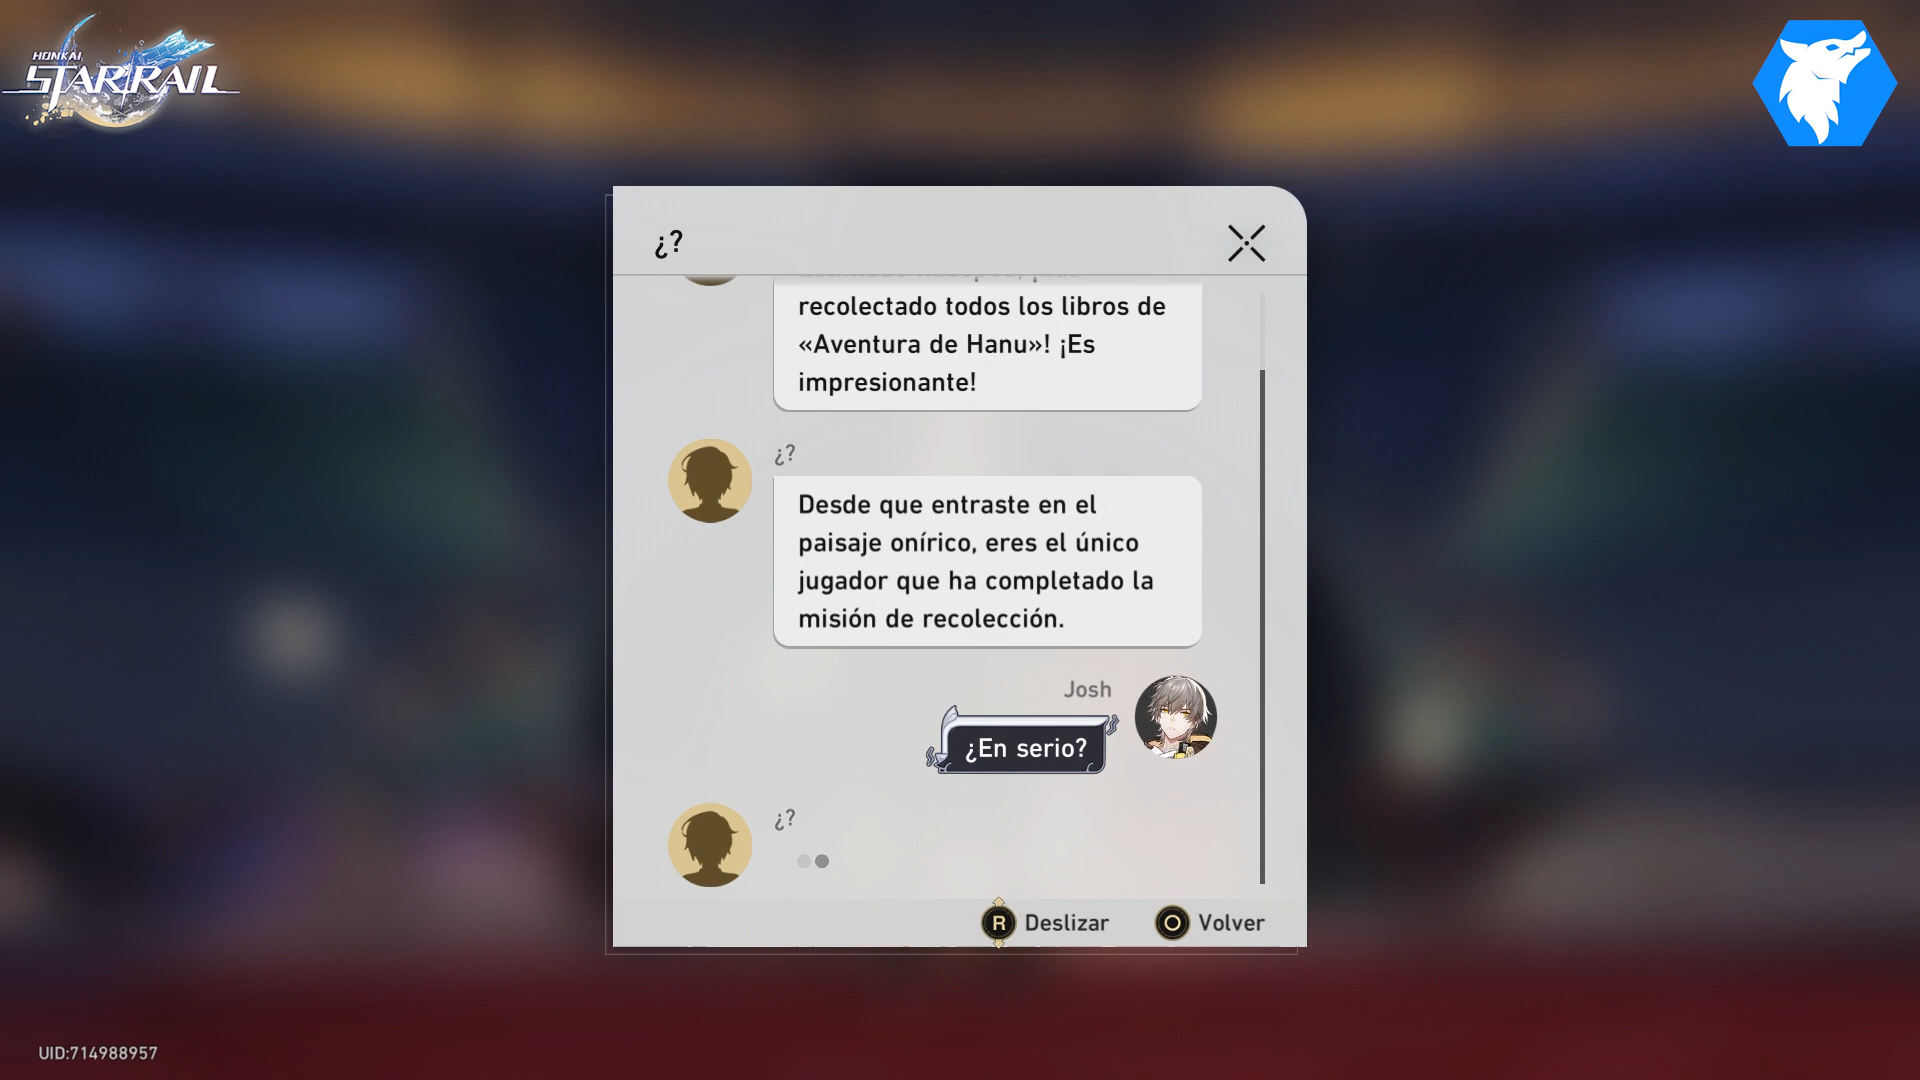 HONKAI
STAR RAIL
¿?
recolectado todos los libros de
«Aventura de Hanu»! ¡Es
impresionante!
¿?
Desde que entraste en el
paisaje onírico, eres el único
jugador que ha completado la
misión de recolección.
Josh
¿En serio?
¿?
R Deslizar
Volver
UID:714988957